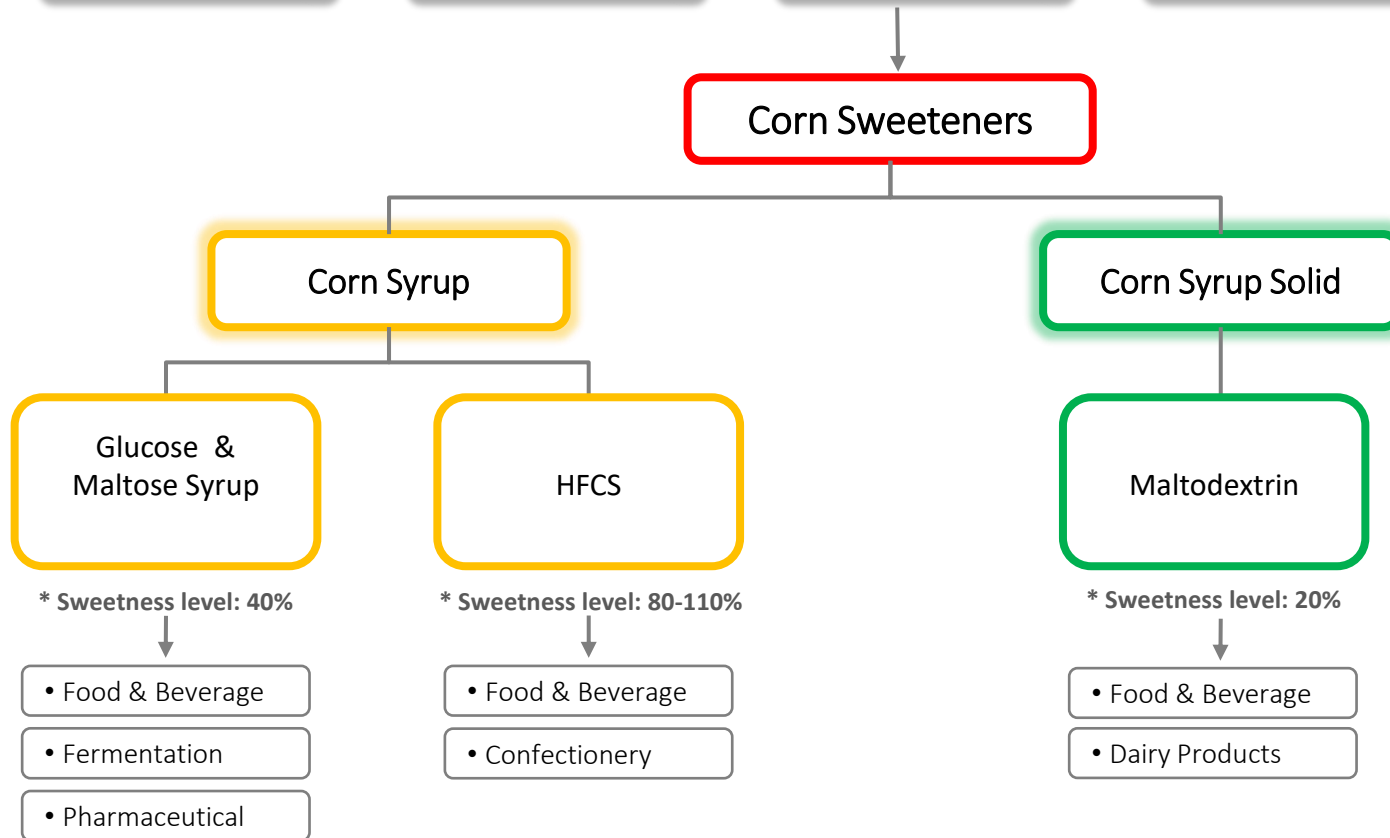 Corn Sweeteners
Corn Syrup
Corn Syrup Solid
Glucose &
Maltose Syrup
HFCS
Maltodextrin
* Sweetness level: 40%
* Sweetness level: 80-110%
* Sweetness level: 20%
• Food & Beverage
• Food & Beverage
• Food & Beverage
• Fermentation
• Confectionery
• Dairy Products
• Pharmaceutical